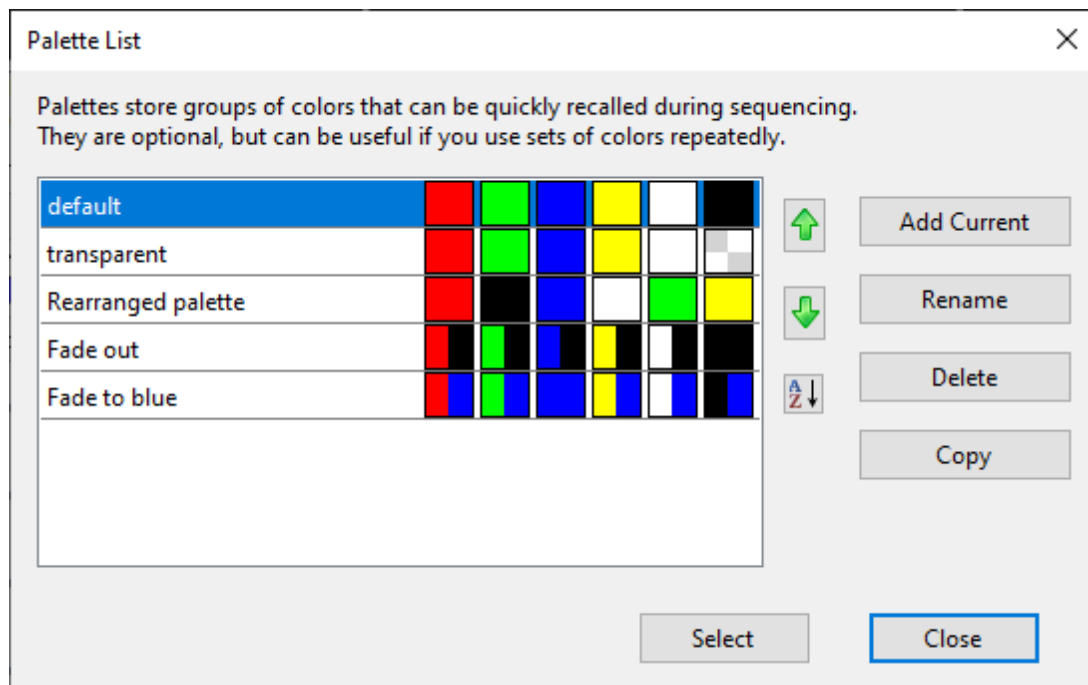 Palette List
Palettes store groups of colors that can be quickly recalled during sequencing.
They are optional, but can be useful if you use sets of colors repeatedly.
default
transparent
Rearranged palette
Fade out
Fade to blue
A
Z
Add Current
Rename
Delete
Copy
Select
Close